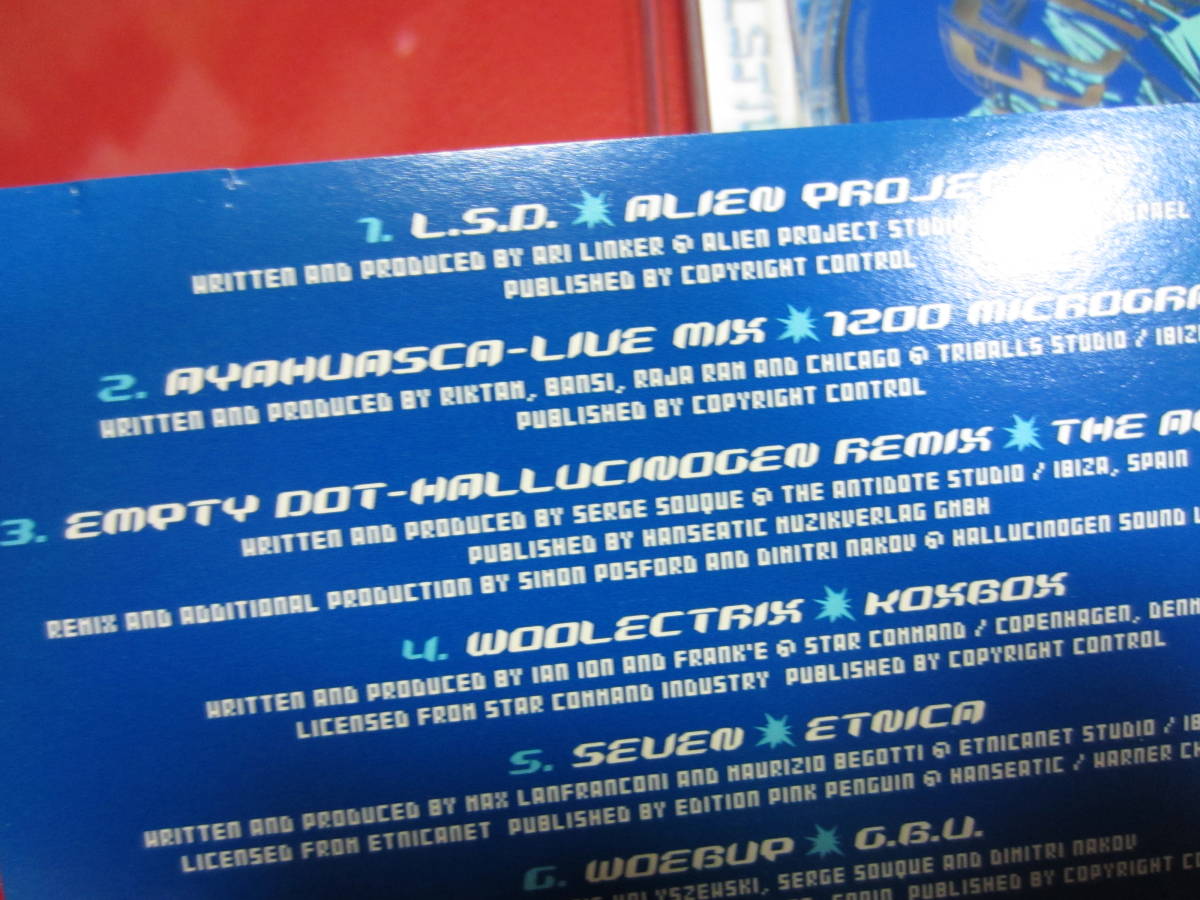 1. L.S.D. ALIEN
WRITTEN AND PRODUCED BY ARI LINKER @ ALIEN PROJECT ISRAEL
PUBLISHED BY COPYRIGHT CONTROL
2. AYAHUASCA-LIVE MIX 1200
WRITTEN AND PRODUCED BY RIKTAM, BANSI, RAJA RAM AND CHICAGO @ TRIBALLS STUDIO /
PUBLISHED BY COPYRIGHT CONTROL
3. EMPTY DOT-HALLUCINOGEN REMIX THE
WRITTEN AND PRODUCED BY SERGE SOUQUE @ THE ANTIDOTE STUDIO / IBIZA, SPAIN
PUBLISHED BY HANSEATIC MUZIKVERLAG GMBH
REMIX AND ADDITIONAL PRODUCTION BY SIMON POSFORD AND DIMITRI NAKOV @ HALLUCINOGEN SOUND
4. WOOLECTRIX KOXBOX
WRITTEN AND PRODUCED BY IAN ION AND FRANK'E @ STAR COMMAND / COPENHAGEN,
LICENSED FROM STAR COMMAND INDUSTRY PUBLISHED BY COPYRIGHT CONTROL
5. SEVEN ETNICA
WRITTEN AND PRODUCED BY MAX LANFRANCONI AND MAURIZIO BEGOTTI @ ETNICANET STUDIO /
LICENSED FROM ETNICANET PUBLISHED BY EDITION PINK PENGUIN @ HANSEATIC / WARNER
6. WOEBUP G.B.U.
SERGE SOUQUE AND DIMITRI NAKOV
PUBLISHED BY COPYRIGHT